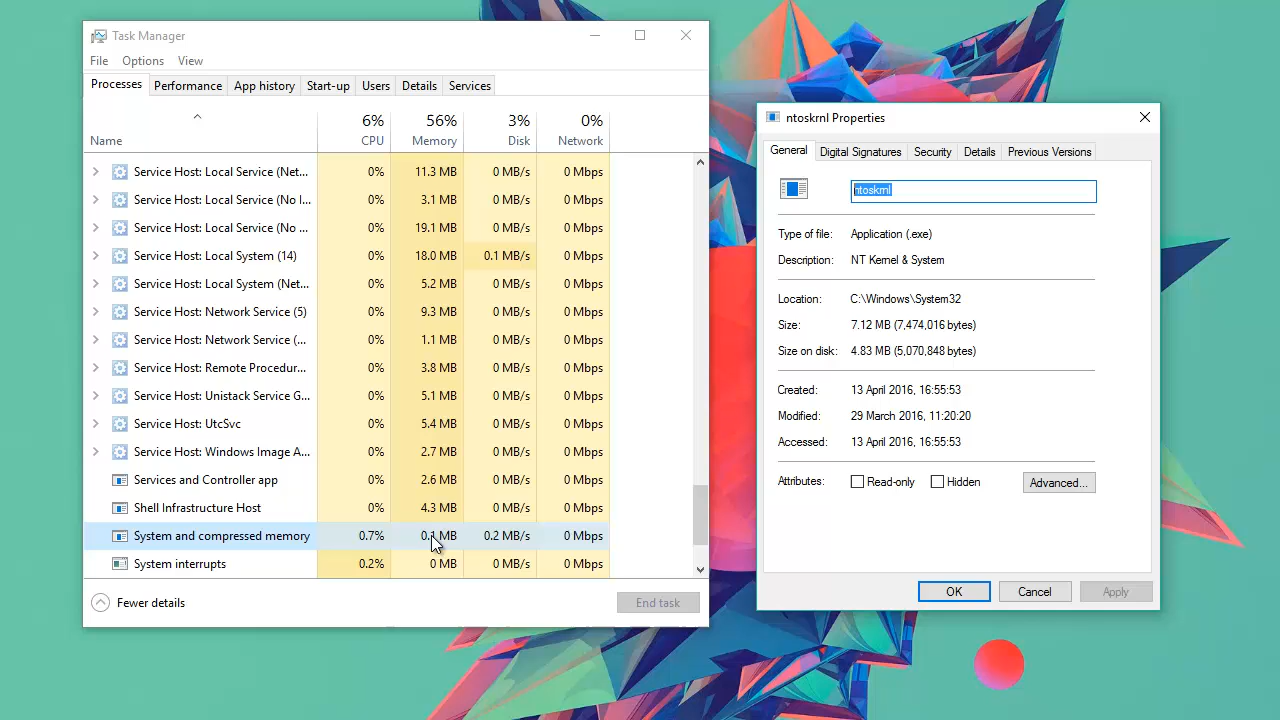 Task Manager
File Options View
Processes Performance App history Start-up Users Details Services
6% 56% 3% 0%
Name CPU Memory Disk Network
Service Host: Local Service (Net... 0% 11.3 MB 0 MB/s 0 Mbps
Service Host: Local Service (No I... 0% 3.1 MB 0 MB/s 0 Mbps
Service Host: Local Service (No ... 0% 19.1 MB 0 MB/s 0 Mbps
Service Host: Local System (14) 0% 18.0 MB 0.1 MB/s 0 Mbps
Service Host: Local System (Net... 0% 5.2 MB 0 MB/s 0 Mbps
Service Host: Network Service (5) 0% 9.3 MB 0 MB/s 0 Mbps
Service Host: Network Service (... 0% 1.1 MB 0 MB/s 0 Mbps
Service Host: Remote Procedur... 0% 3.8 MB 0 MB/s 0 Mbps
Service Host: Unistack Service G... 0% 5.1 MB 0 MB/s 0 Mbps
Service Host: UtcSvc 0% 5.4 MB 0 MB/s 0 Mbps
Service Host: Windows Image A... 0% 2.7 MB 0 MB/s 0 Mbps
Services and Controller app 0% 2.6 MB 0 MB/s 0 Mbps
Shell Infrastructure Host 0% 4.3 MB 0 MB/s 0 Mbps
System and compressed memory 0.7% 0.1 MB 0.2 MB/s 0 Mbps
System interrupts 0.2% 0 MB 0 MB/s 0 Mbps
Fewer details End task
ntoskrnl Properties
General Digital Signatures Security Details Previous Versions
ntoskrnl
Type of file: Application (.exe)
Description: NT Kernel & System
Location: C:\Windows\System32
Size: 7.12 MB (7,474,016 bytes)
Size on disk: 4.83 MB (5,070,848 bytes)
Created: 13 April 2016, 16:55:53
Modified: 29 March 2016, 11:20:20
Accessed: 13 April 2016, 16:55:53
Attributes: Read-only Hidden Advanced...
OK Cancel Apply